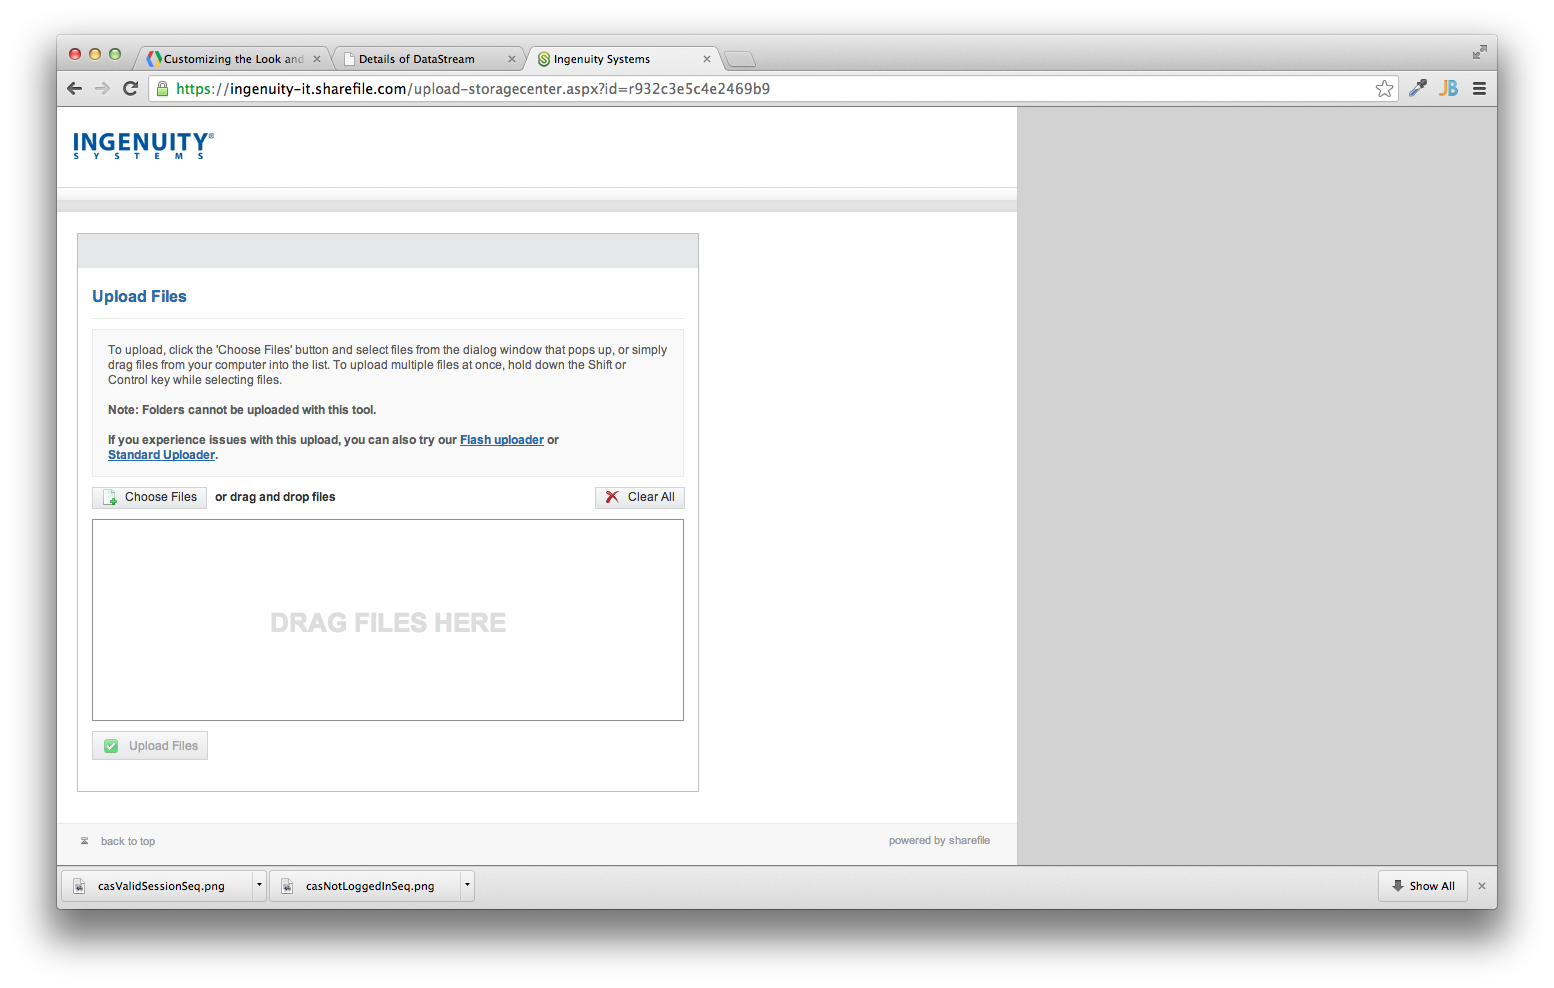 Customizing the Look and
Details of DataStream
Ingenuity Systems
https://ingenuity-it.sharefile.com/upload-storagecenter.aspx?id=r932c3e5c4e2469b9
JB
INGENUITY®
SYSTEMS
Upload Files
To upload, click the 'Choose Files' button and select files from the dialog window that pops up, or simply
drag files from your computer into the list. To upload multiple files at once, hold down the Shift or
Control key while selecting files.
Note: Folders cannot be uploaded with this tool.
If you experience issues with this upload, you can also try our Flash uploader or
Standard Uploader.
Choose Files or drag and drop files
Clear All
DRAG FILES HERE
Upload Files
back to top
powered by sharefile
casValidSessionSeq.png
casNotLoggedInSeq.png
Show All